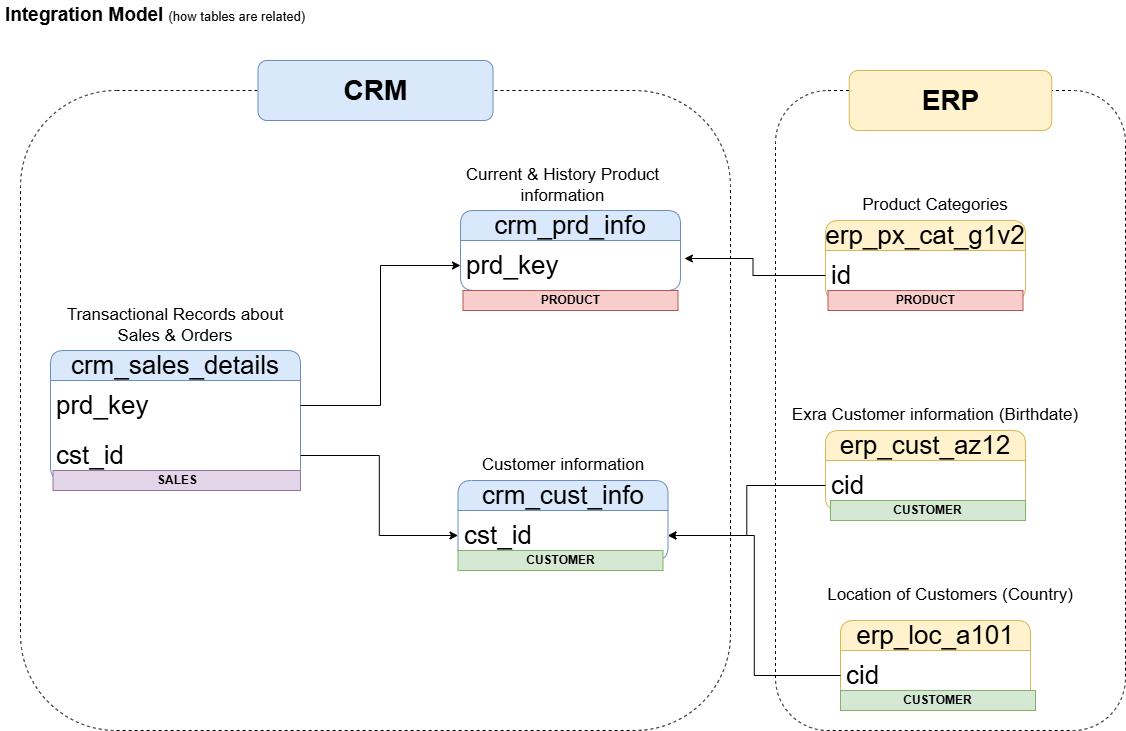 Integration Model (how tables are related)
CRM
ERP
Current & History Product
information
crm_prd_info
prd_key
PRODUCT
Product Categories
erp_px_cat_g1v2
id
PRODUCT
Transactional Records about
Sales & Orders
crm_sales_details
prd_key
cst_id
SALES
Customer information
crm_cust_info
cst_id
CUSTOMER
Exra Customer information (Birthdate)
erp_cust_az12
cid
CUSTOMER
Location of Customers (Country)
erp_loc_a101
cid
CUSTOMER